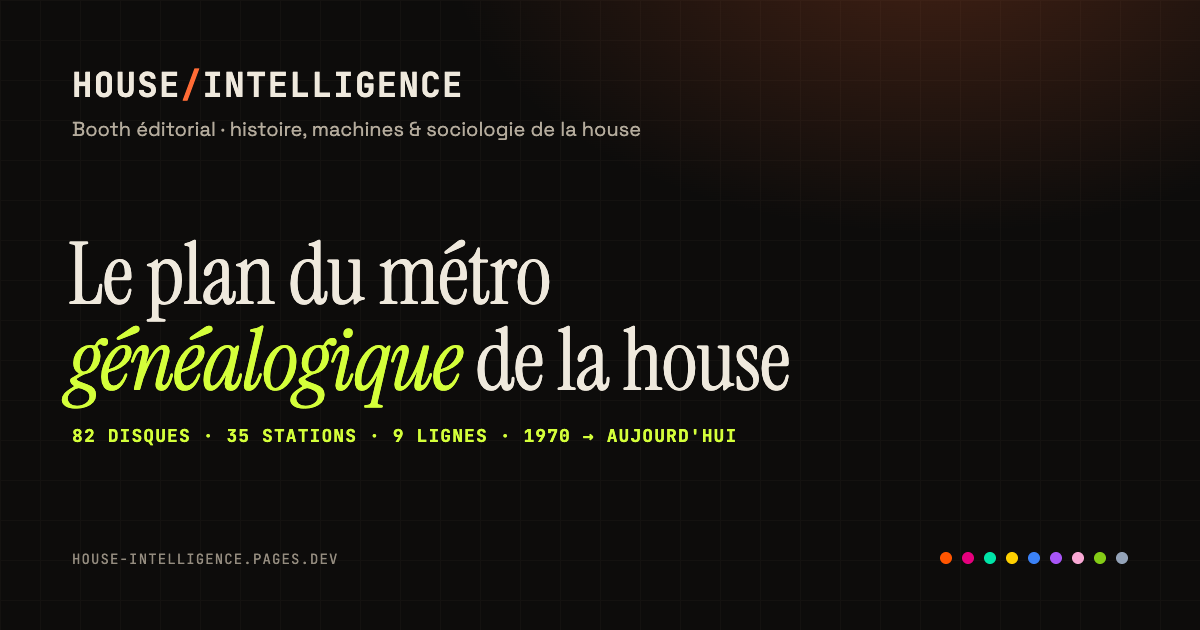 HOUSE/INTELLIGENCE
Booth éditorial · histoire, machines & sociologie de la house
Le plan du métro
généalogique de la house
82 DISQUES · 35 STATIONS · 9 LIGNES · 1970 → AUJOURD'HUI
HOUSE-INTELLIGENCE.PAGES.DEV